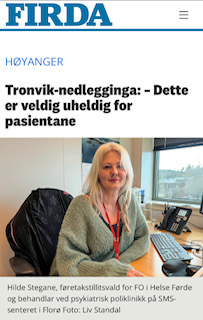 FIRDA
HØYANGER
Tronvik-nedlegginga: – Dette
er veldig uheldig for
pasientane
Hilde Stegane, føretakstillitsvald for FO i Helse Førde
og behandlar ved psykiatrisk poliklinikk på SMS-
senteret i Florø Foto: Liv Standal